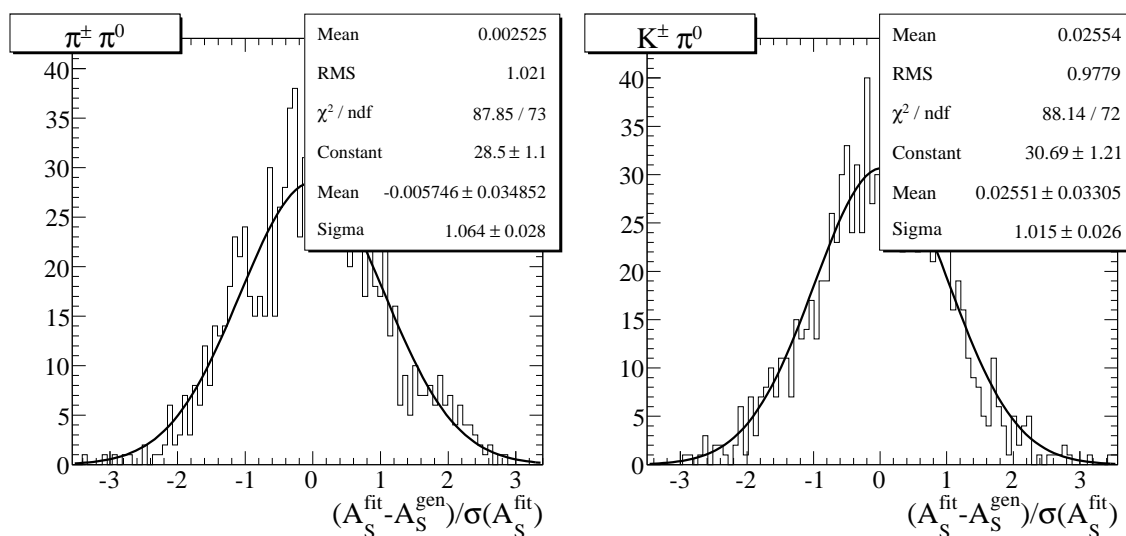 π± π0
Mean 0.002525
RMS 1.021
χ2 / ndf 87.85 / 73
Constant 28.5 ± 1.1
Mean -0.005746 ± 0.034852
Sigma 1.064 ± 0.028
40
35
30
25
20
15
10
5
0
-3 -2 -1 0 1 2 3
(A_S^fit-A_S^gen)/σ(A_S^fit)
K± π0
Mean 0.02554
RMS 0.9779
χ2 / ndf 88.14 / 72
Constant 30.69 ± 1.21
Mean 0.02551 ± 0.03305
Sigma 1.015 ± 0.026
40
35
30
25
20
15
10
5
0
-3 -2 -1 0 1 2 3
(A_S^fit-A_S^gen)/σ(A_S^fit)